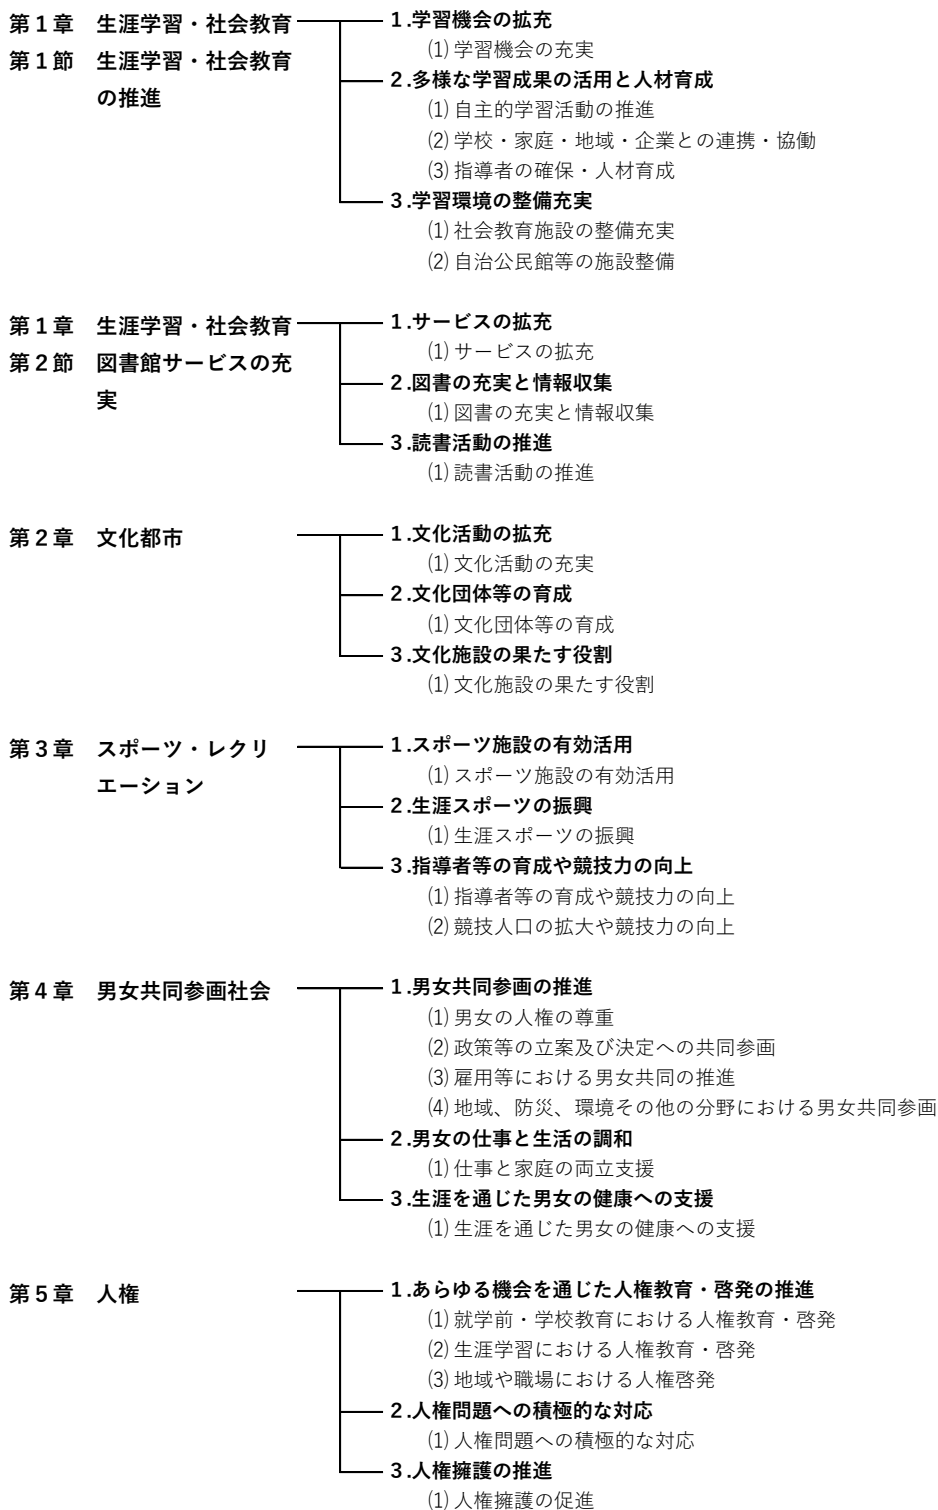 第１章　生涯学習・社会教育
第１節　生涯学習・社会教育
の推進
１.学習機会の拡充
⑴ 学習機会の充実
２.多様な学習成果の活用と人材育成
⑴ 自主的学習活動の推進
⑵ 学校・家庭・地域・企業との連携・協働
⑶ 指導者の確保・人材育成
３.学習環境の整備充実
⑴ 社会教育施設の整備充実
⑵ 自治公民館等の施設整備
第１章　生涯学習・社会教育
第２節　図書館サービスの充
実
１.サービスの拡充
⑴ サービスの拡充
２.図書の充実と情報収集
⑴ 図書の充実と情報収集
３.読書活動の推進
⑴ 読書活動の推進
第２章　文化都市
１.文化活動の拡充
⑴ 文化活動の充実
２.文化団体等の育成
⑴ 文化団体等の育成
３.文化施設の果たす役割
⑴ 文化施設の果たす役割
第３章　スポーツ・レクリ
エーション
１.スポーツ施設の有効活用
⑴ スポーツ施設の有効活用
２.生涯スポーツの振興
⑴ 生涯スポーツの振興
３.指導者等の育成や競技力の向上
⑴ 指導者等の育成や競技力の向上
⑵ 競技人口の拡大や競技力の向上
第４章　男女共同参画社会
１.男女共同参画の推進
⑴ 男女の人権の尊重
⑵ 政策等の立案及び決定への共同参画
⑶ 雇用等における男女共同の推進
⑷ 地域、防災、環境その他の分野における男女共同参画
２.男女の仕事と生活の調和
⑴ 仕事と家庭の両立支援
３.生涯を通じた男女の健康への支援
⑴ 生涯を通じた男女の健康への支援
第５章　人権
１.あらゆる機会を通じた人権教育・啓発の推進
⑴ 就学前・学校教育における人権教育・啓発
⑵ 生涯学習における人権教育・啓発
⑶ 地域や職場における人権啓発
２.人権問題への積極的な対応
⑴ 人権問題への積極的な対応
３.人権擁護の推進
⑴ 人権擁護の促進